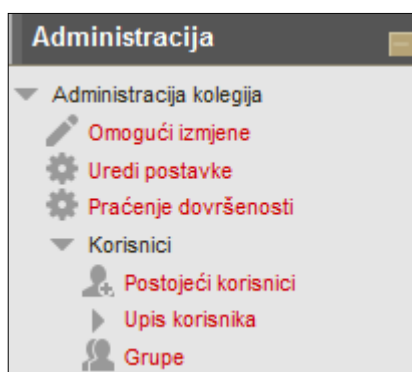 Administracija
Administracija kolegija
Omogući izmjene
Uredi postavke
Praćenje dovršenosti
Korisnici
Postojeći korisnici
Upis korisnika
Grupe